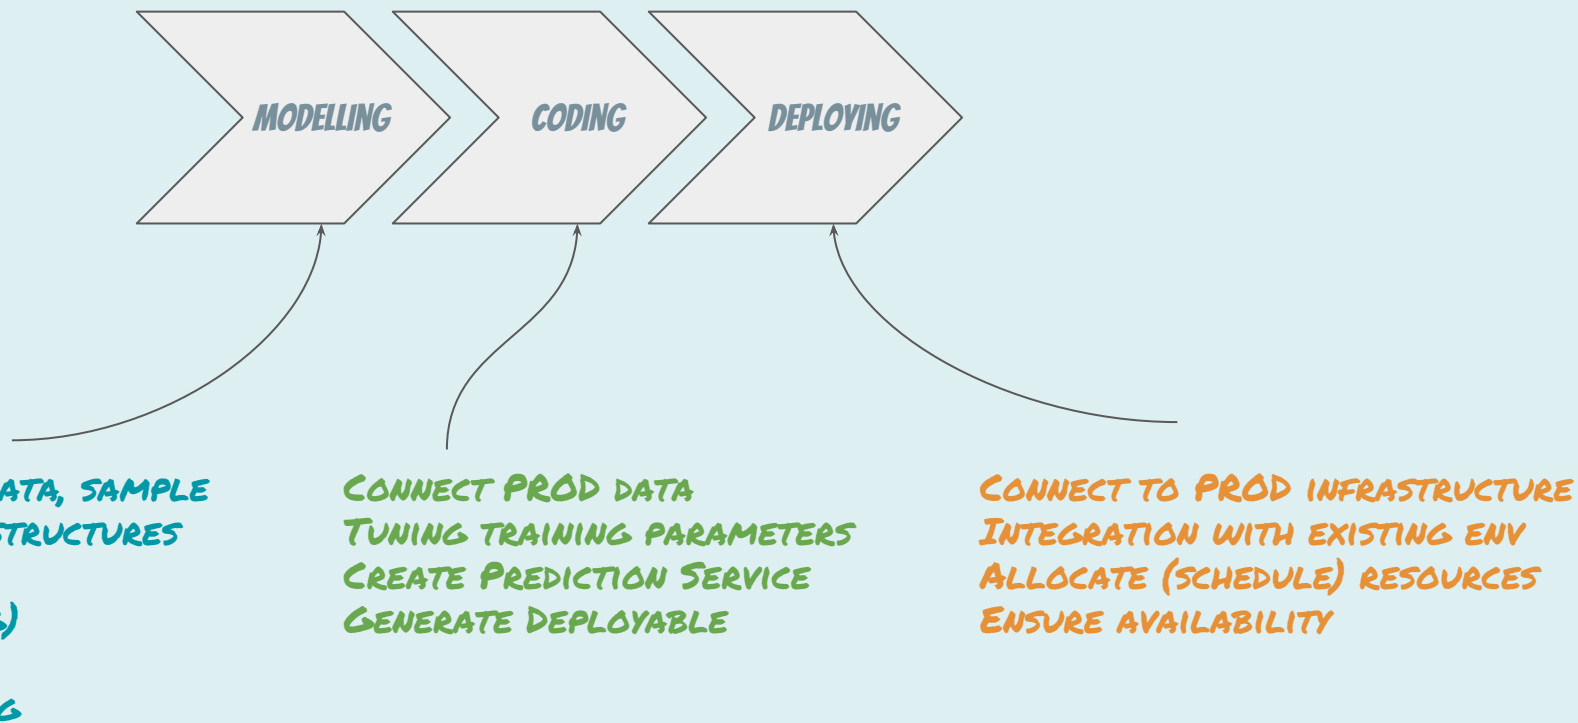 MODELLING
CODING
DEPLOYING
SAMPLE
STRUCTURES
CONNECT PROD DATA
TUNING TRAINING PARAMETERS
CREATE PREDICTION SERVICE
GENERATE DEPLOYABLE
CONNECT TO PROD INFRASTRUCTURE
INTEGRATION WITH EXISTING ENV
ALLOCATE (SCHEDULE) RESOURCES
ENSURE AVAILABILITY